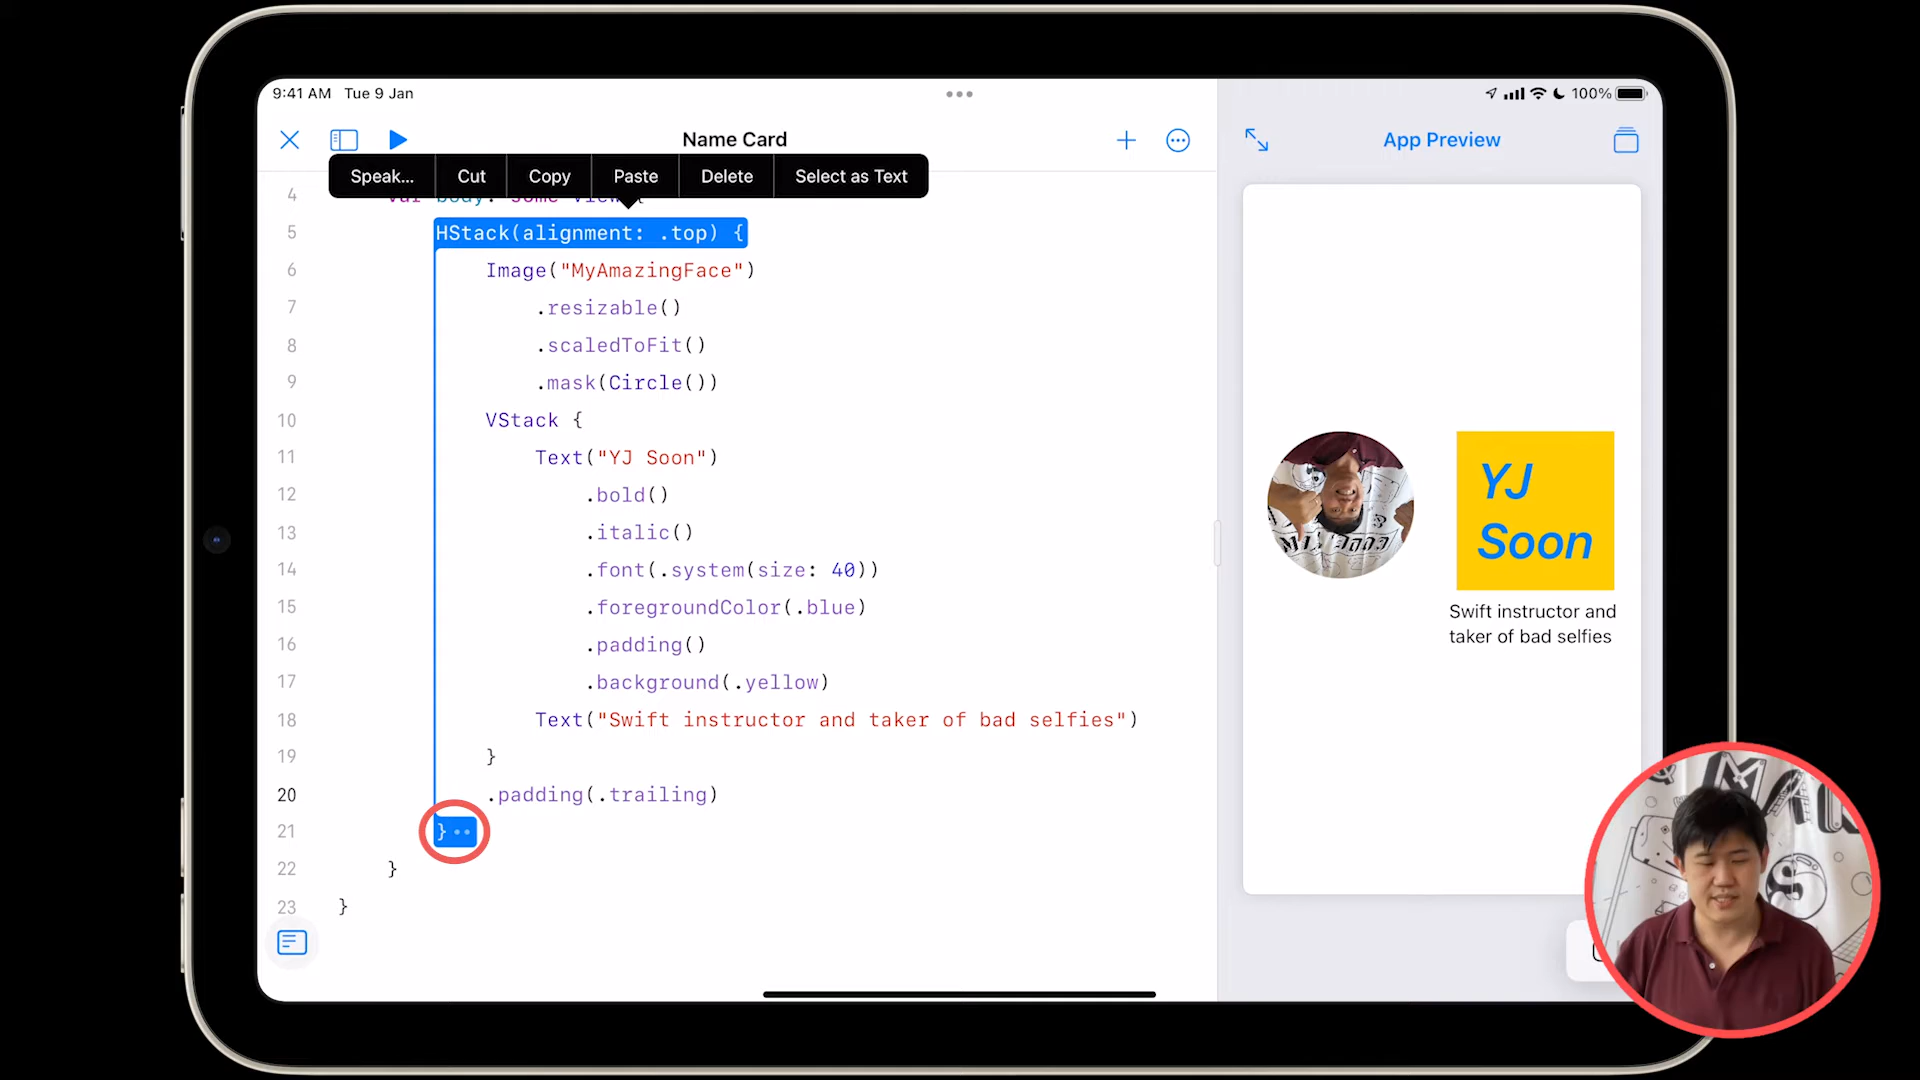 9:41 AM Tue 9 Jan
100%
Name Card
App Preview
Speak... Cut Copy Paste Delete Select as Text
4 var body: some View {
5 HStack(alignment: .top) {
6 Image("MyAmazingFace")
7 .resizable()
8 .scaledToFit()
9 .mask(Circle())
10 VStack {
11 Text("YJ Soon")
12 .bold()
13 .italic()
14 .font(.system(size: 40))
15 .foregroundColor(.blue)
16 .padding()
17 .background(.yellow)
18 Text("Swift instructor and taker of bad selfies")
19 }
20 .padding(.trailing)
21 }
22 }
23 }
YJ
Soon
Swift instructor and
taker of bad selfies